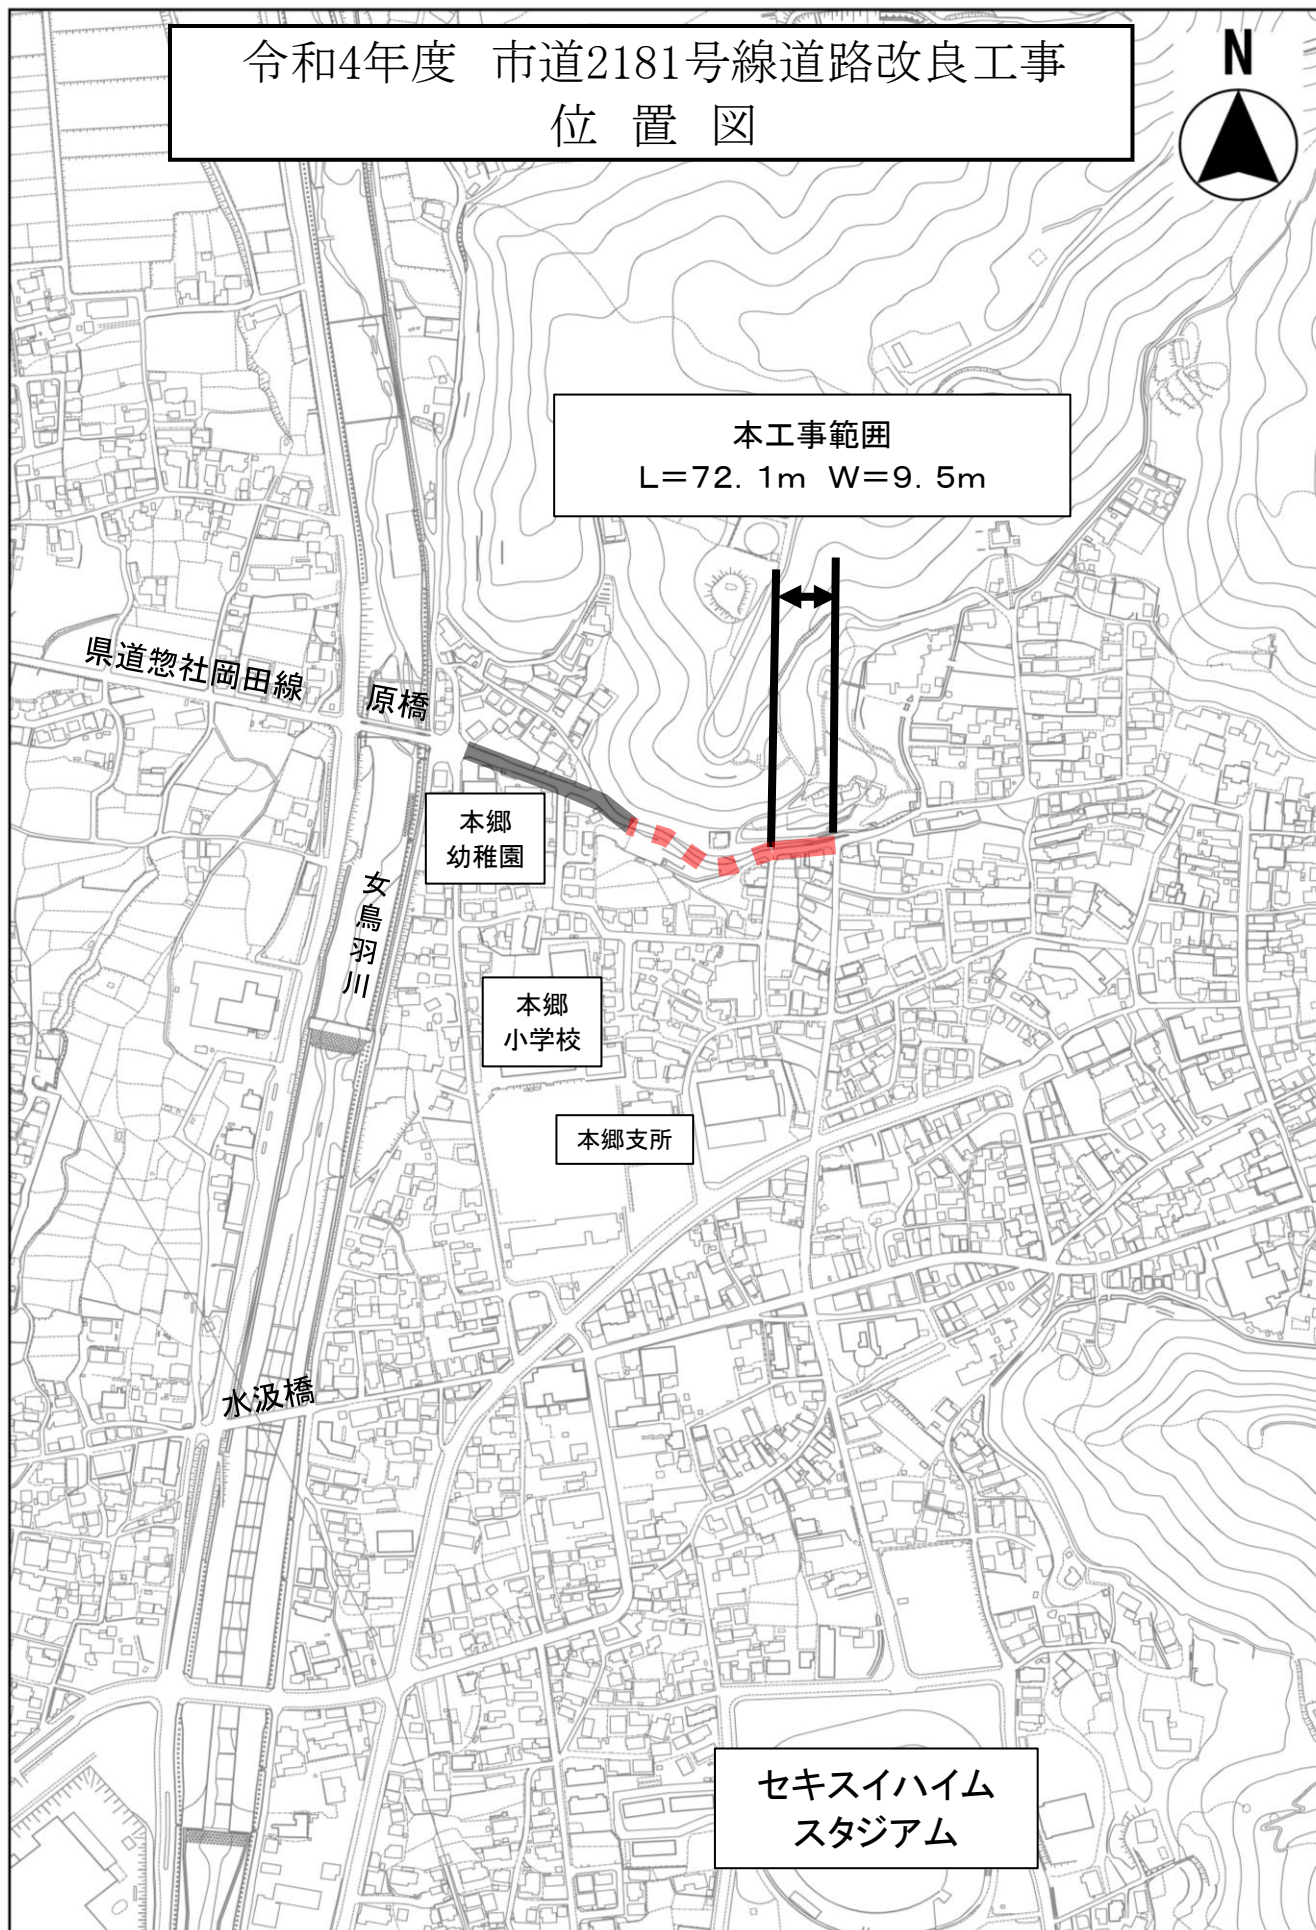 令和4年度 市道2181号線道路改良工事
位 置 図
N
本工事範囲
L＝72. 1m W＝9. 5m
県道惣社岡田線
原橋
本郷
幼稚園
女鳥羽川
本郷
小学校
本郷支所
水汲橋
セキスイハイム
スタジアム